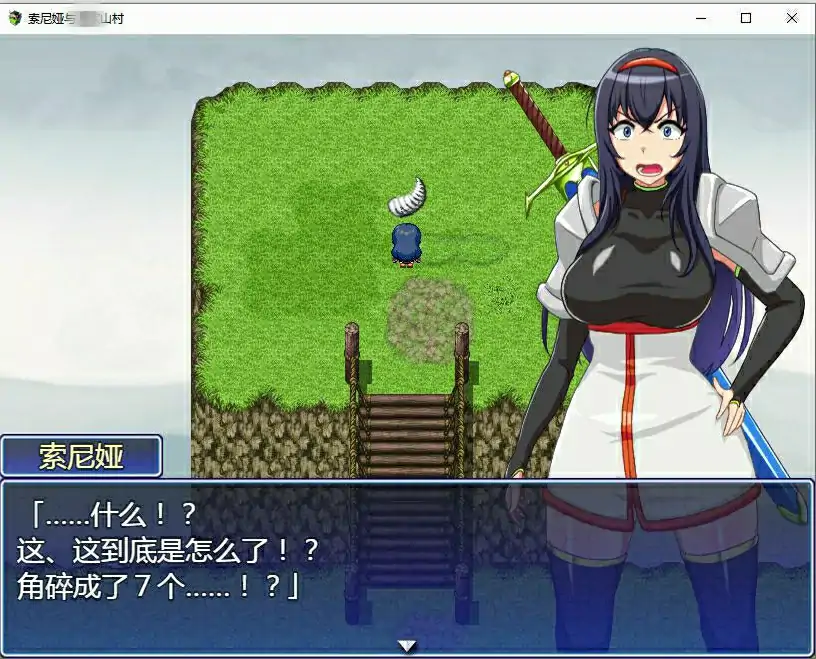 索尼娅与山村
索尼娅
「……什么！？
这、这到底是怎么了！？
角碎成了７个……！？」